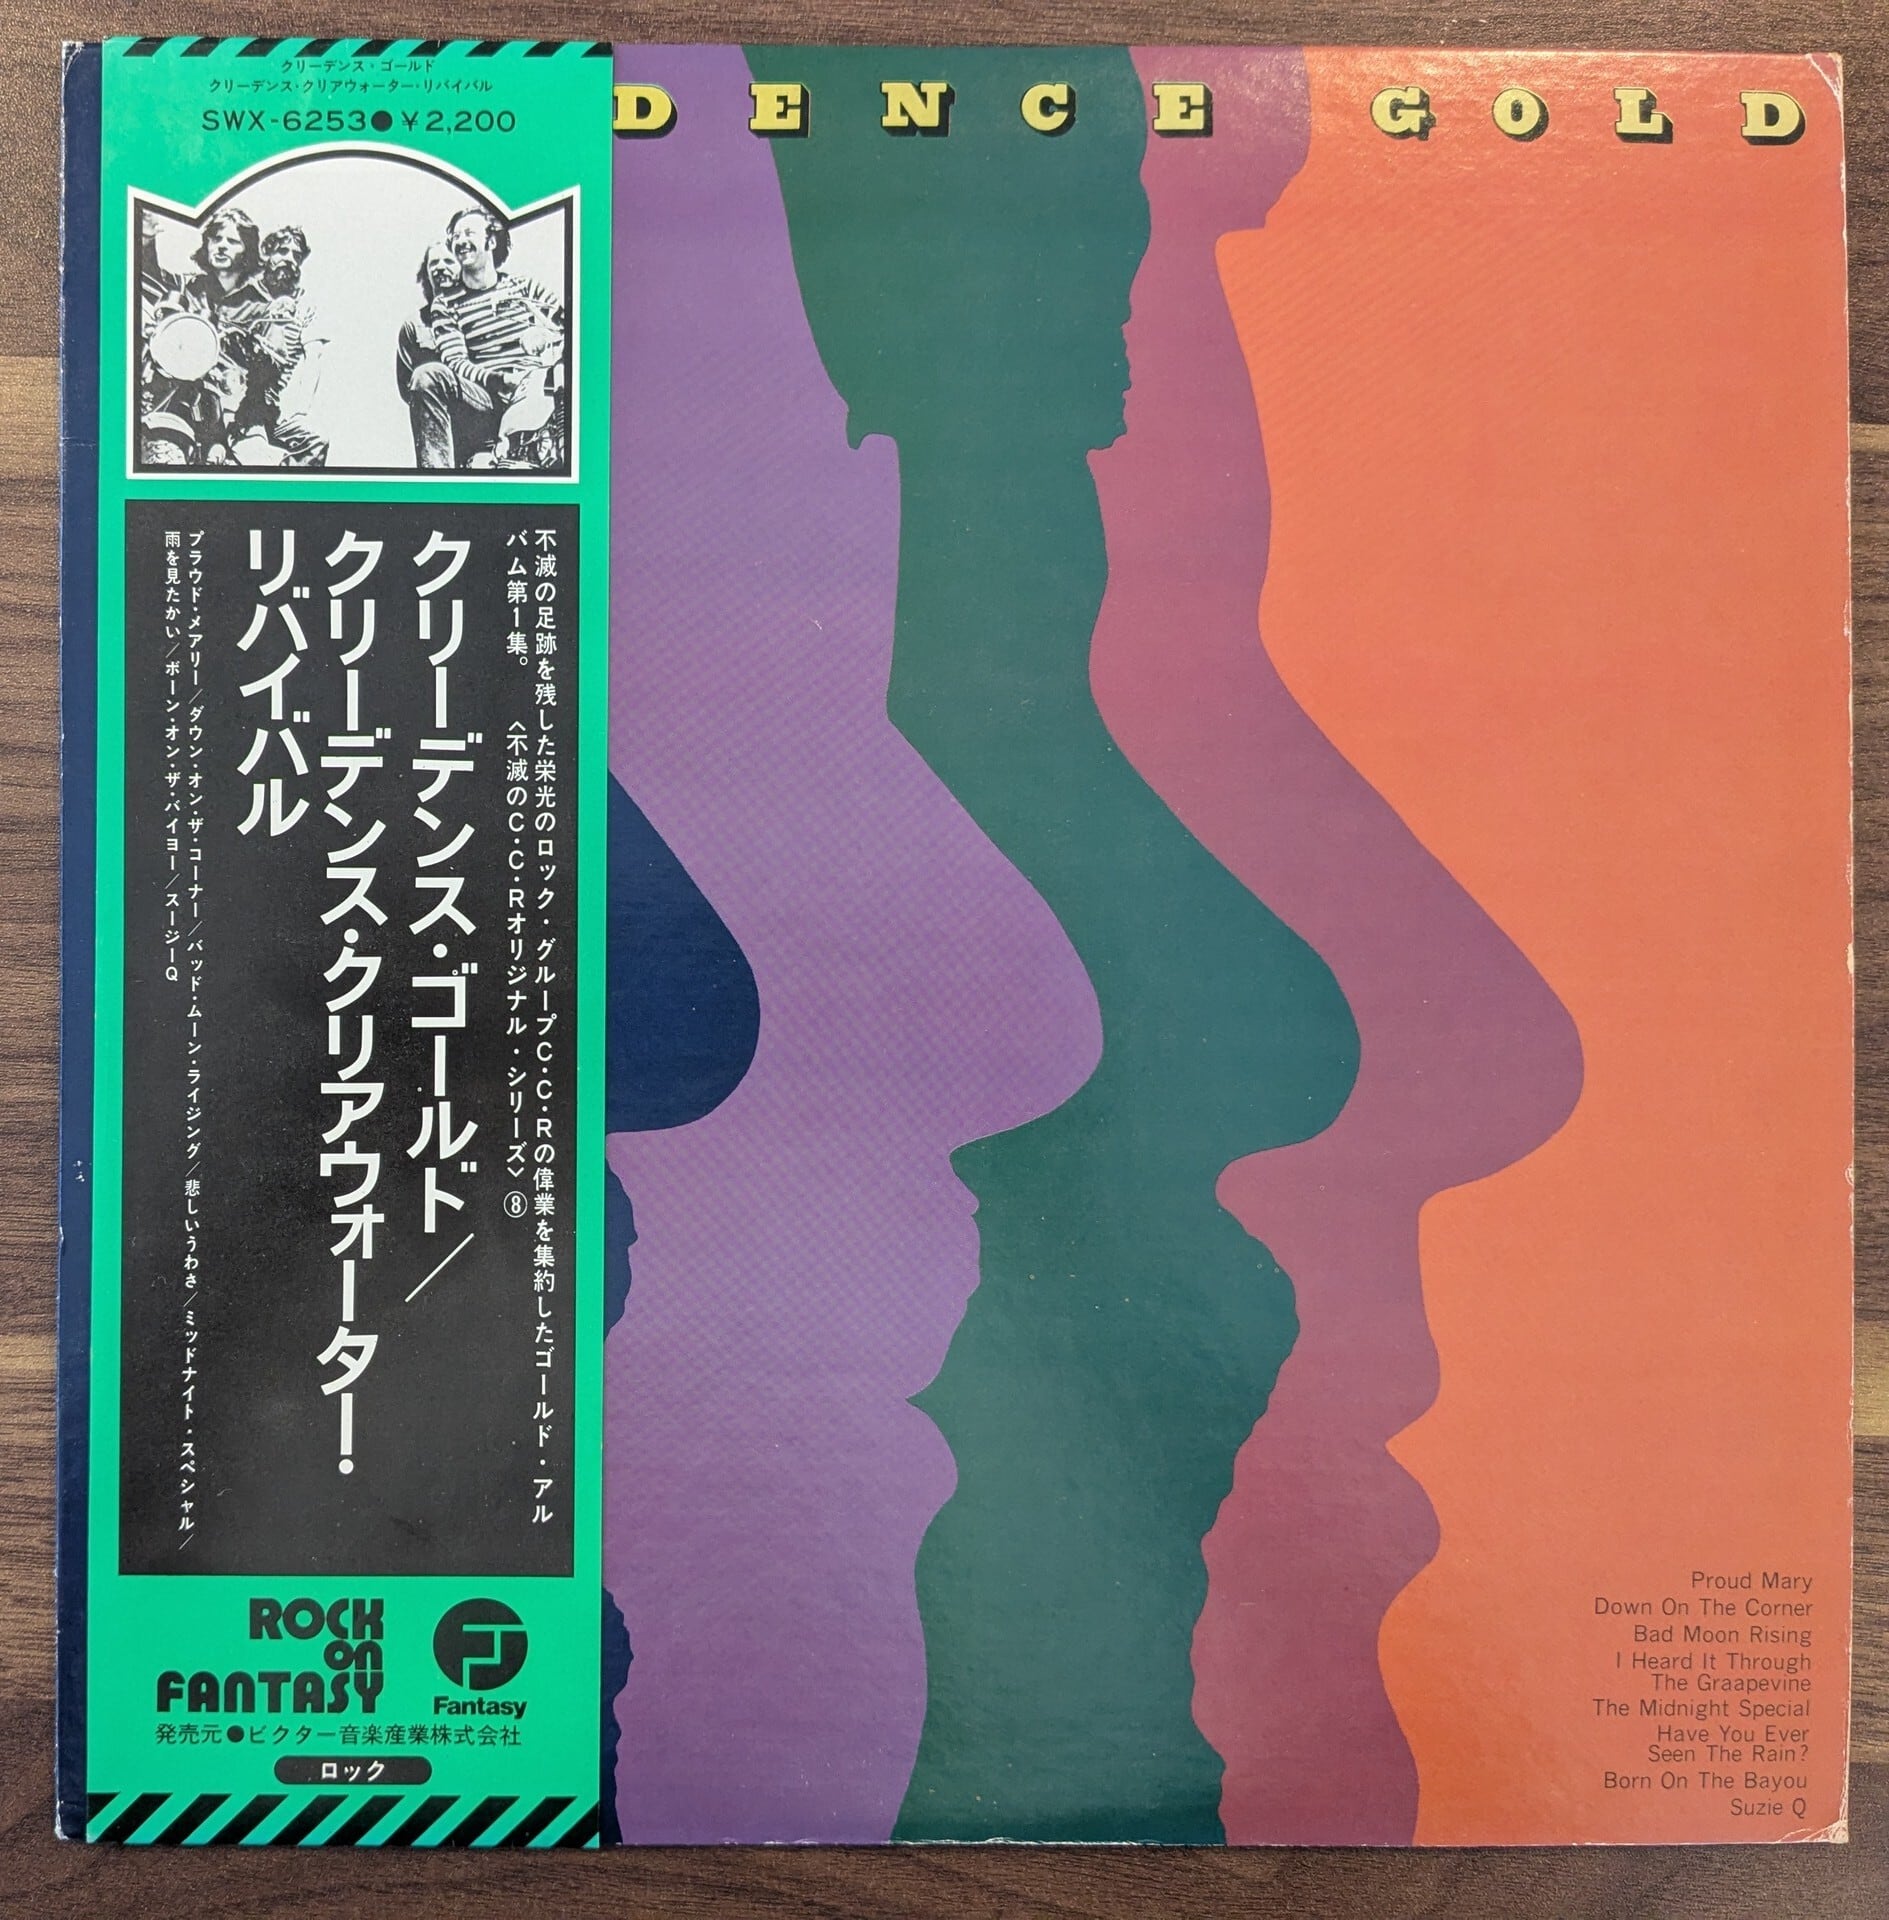 クリーデンス・ゴールド
クリーデンス・クリアウォーター・リバイバル
SWX-6253●￥2,200
DENCE GOLD
不滅の足跡を残した栄光のロック・グループC・C・Rの偉業を集約したゴールド・アル
バム第1集。 〈不滅のC・C・Rオリジナル・シリーズ〉⑧
クリーデンス・ゴールド／
クリーデンス・クリアウォーター・
リバイバル
プラウド・メアリー／ダウン・オン・ザ・コーナー／バッド・ムーン・ライジング／悲しいうわさ／ミッドナイト・スペシャル／
雨を見たかい／ボーン・オン・ザ・バイヨー／スージーQ
ROCK
on
FANTASY
Fantasy
発売元●ビクター音楽産業株式会社
ロック
Proud Mary
Down On The Corner
Bad Moon Rising
I Heard It Through
The Graapevine
The Midnight Special
Have You Ever
Seen The Rain?
Born On The Bayou
Suzie Q